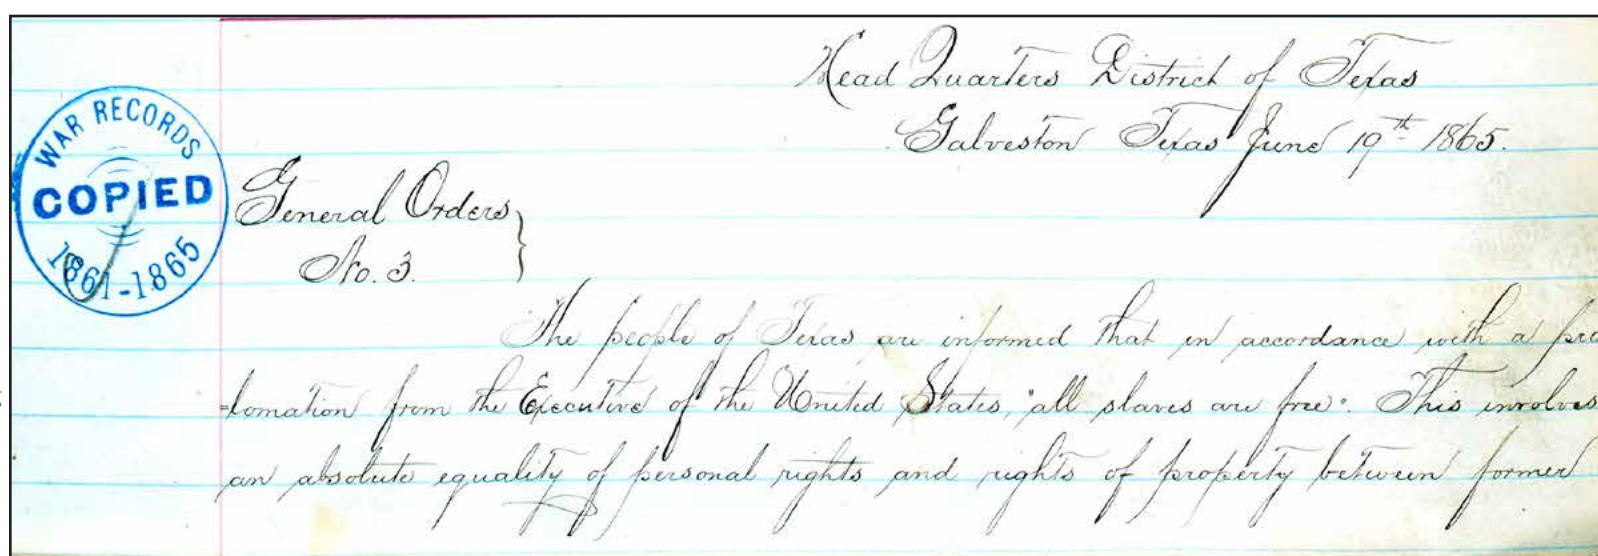 Head Quarters District of Texas
Galveston Texas June 19th 1865.
WAR RECORDS
COPIED
1861-1865
General Orders
No. 3.
The people of Texas are informed that in accordance with a pro
=lamation from the Executive of the United States, "all slaves are free". This involves
an absolute equality of personal rights and rights of property between former